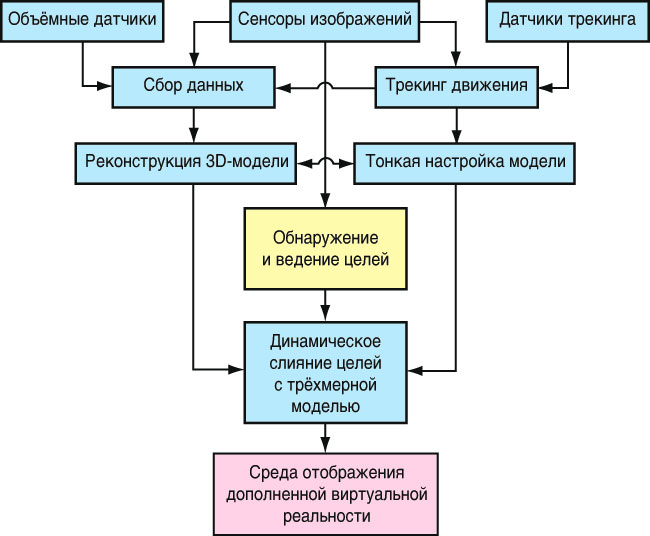 Объёмные датчики
Сенсоры изображений
Датчики трекинга
Сбор данных
Трекинг движения
Реконструкция 3D-модели
Тонкая настройка модели
Обнаружение
и ведение целей
Динамическое
слияние целей
с трёхмерной
моделью
Среда отображения
дополненной виртуальной
реальности